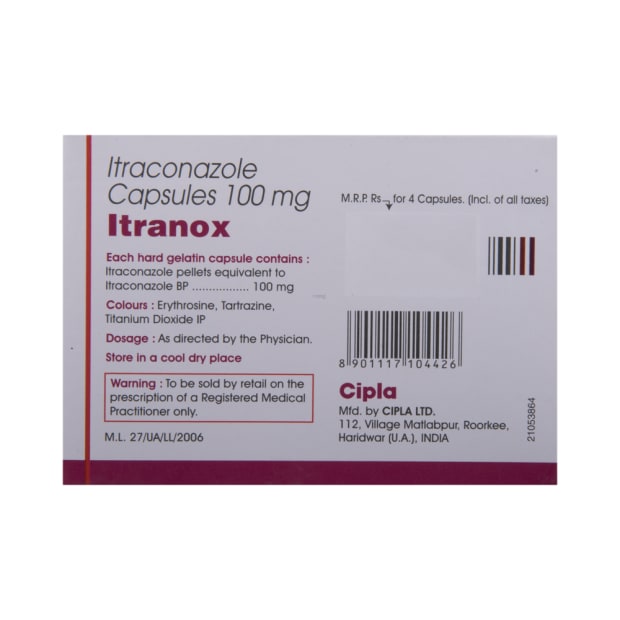 Itraconazole
Capsules 100 mg
Itranox
Each hard gelatin capsule contains :
Itraconazole pellets equivalent to
Itraconazole BP ................. 100 mg
Colours : Erythrosine, Tartrazine,
Titanium Dioxide IP
Dosage : As directed by the Physician.
Store in a cool dry place
Warning : To be sold by retail on the
prescription of a Registered Medical
Practitioner only.
M.L. 27/UA/LL/2006
M.R.P. Rs for 4 Capsules. (Incl. of all taxes)
8 901117 104426
Cipla
Mfd. by CIPLA LTD.
112, Village Matlabpur, Roorkee,
Haridwar (U.A.), INDIA
21053864